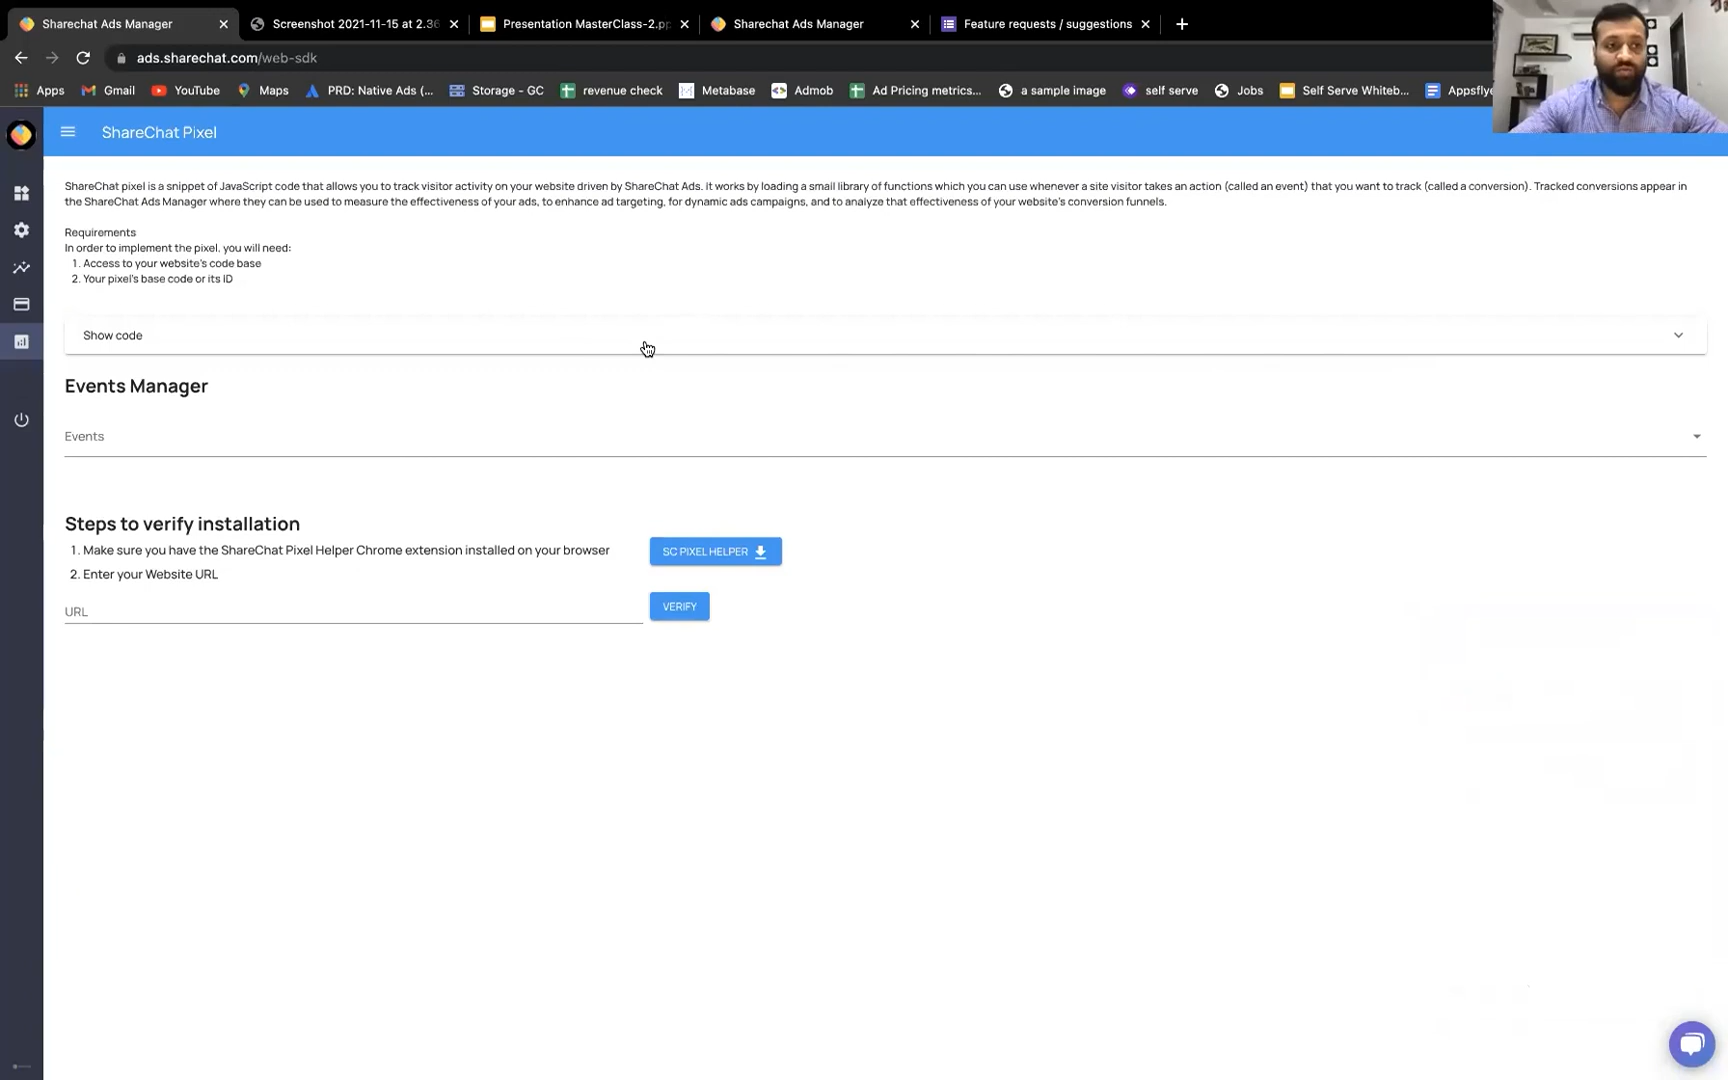 Sharechat Ads Manager
Screenshot 2021-11-15 at 2.36
Presentation MasterClass-2.pp
Sharechat Ads Manager
Feature requests / suggestions
ads.sharechat.com/web-sdk
Apps
Gmail
YouTube
Maps
PRD: Native Ads (...
Storage - GC
revenue check
Metabase
Admob
Ad Pricing metrics...
a sample image
self serve
Jobs
Self Serve Whiteb...
Appsflye
ShareChat Pixel
ShareChat pixel is a snippet of JavaScript code that allows you to track visitor activity on your website driven by ShareChat Ads. it works by loading a small library of functions which you can use whenever a site visitor takes an action (called an event) that you want to track (called a conversion). Tracked conversions appear in
the ShareChat Ads Manager where they can be used to measure the effectiveness of your ads, to enhance ad targeting, for dynamic ads campaigns, and to analyze that effectiveness of your website's conversion funnels.
Requirements
In order to implement the pixel, you will need:
1. Access to your website's code base
2. Your pixel's base code or its ID
Show code
Events Manager
Events
Steps to verify installation
1. Make sure you have the ShareChat Pixel Helper Chrome extension installed on your browser
SC PIXEL HELPER
2. Enter your Website URL
URL
VERIFY